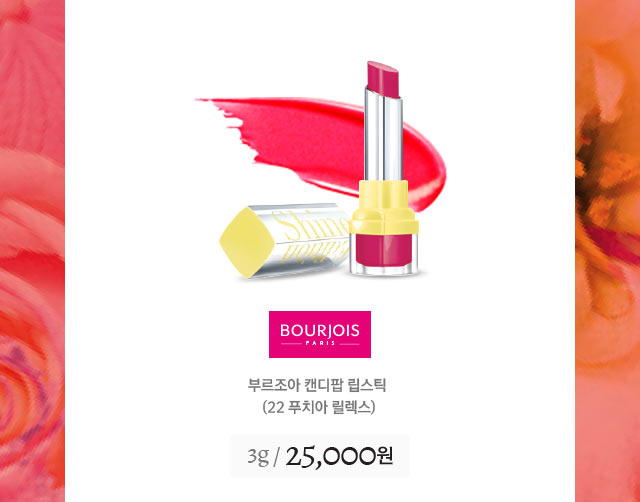 Shine
BOURJOIS
PARIS
부르조아 캔디팝 립스틱
(22 푸치아 릴렉스)
3g / 25,000원